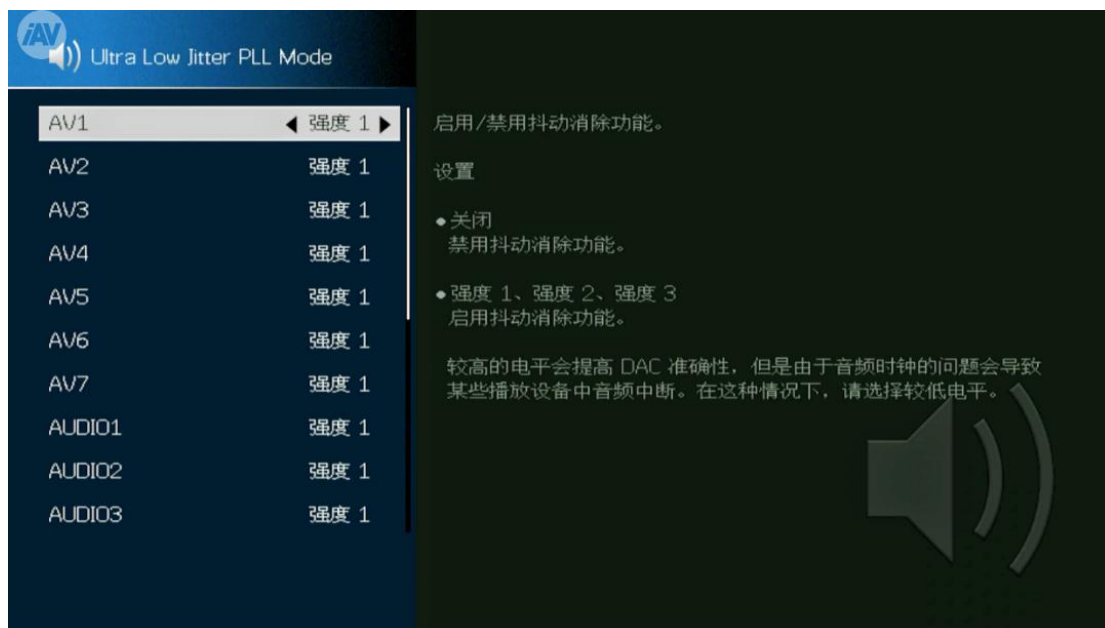 iAV
Ultra Low Jitter PLL Mode
AV1 强度 1
AV2 强度 1
AV3 强度 1
AV4 强度 1
AV5 强度 1
AV6 强度 1
AV7 强度 1
AUDIO1 强度 1
AUDIO2 强度 1
AUDIO3 强度 1
启用/禁用抖动消除功能。
设置
●关闭
禁用抖动消除功能。
●强度 1、强度 2、强度 3
启用抖动消除功能。
较高的电平会提高 DAC 准确性，但是由于音频时钟的问题会导致
某些播放设备中音频中断。在这种情况下，请选择较低电平。